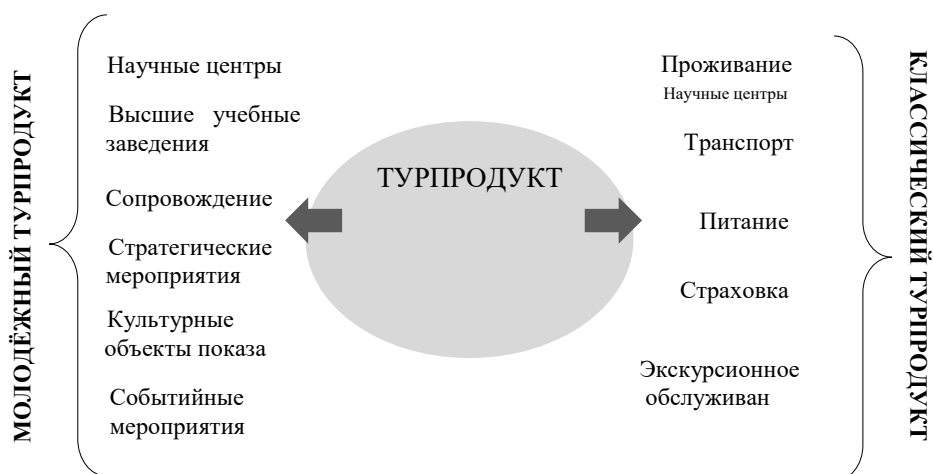 МОЛОДЁЖНЫЙ ТУРПРОДУКТ
Научные центры
Высшие учебные
заведения
Сопровождение
Стратегические
мероприятия
Культурные
объекты показа
Событийные
мероприятия
ТУРПРОДУКТ
Проживание
Научные центры
Транспорт
Питание
Страховка
Экскурсионное
обслуживан
КЛАССИЧЕСКИЙ ТУРПРОДУКТ